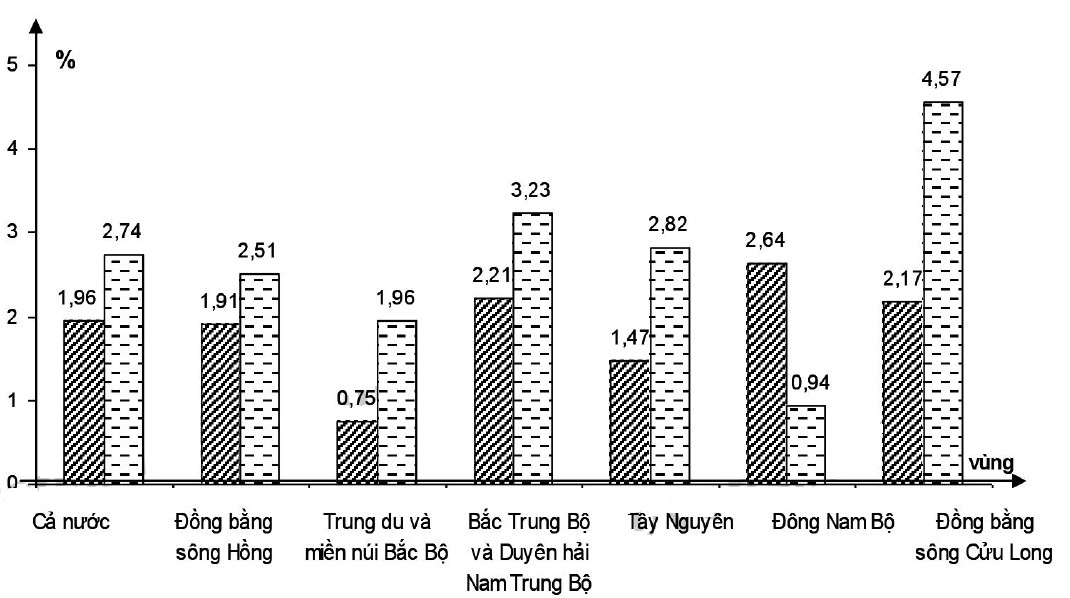 %
5
4
3
2
1
0
1,96
2,74
1,91
2,51
0,75
1,96
2,21
3,23
1,47
2,82
2,64
0,94
2,17
4,57
vùng
Cả nước
Đồng bằng
sông Hồng
Trung du và
miền núi Bắc Bộ
Bắc Trung Bộ
và Duyên hải
Nam Trung Bộ
Tây Nguyên
Đông Nam Bộ
Đồng bằng
sông Cửu Long